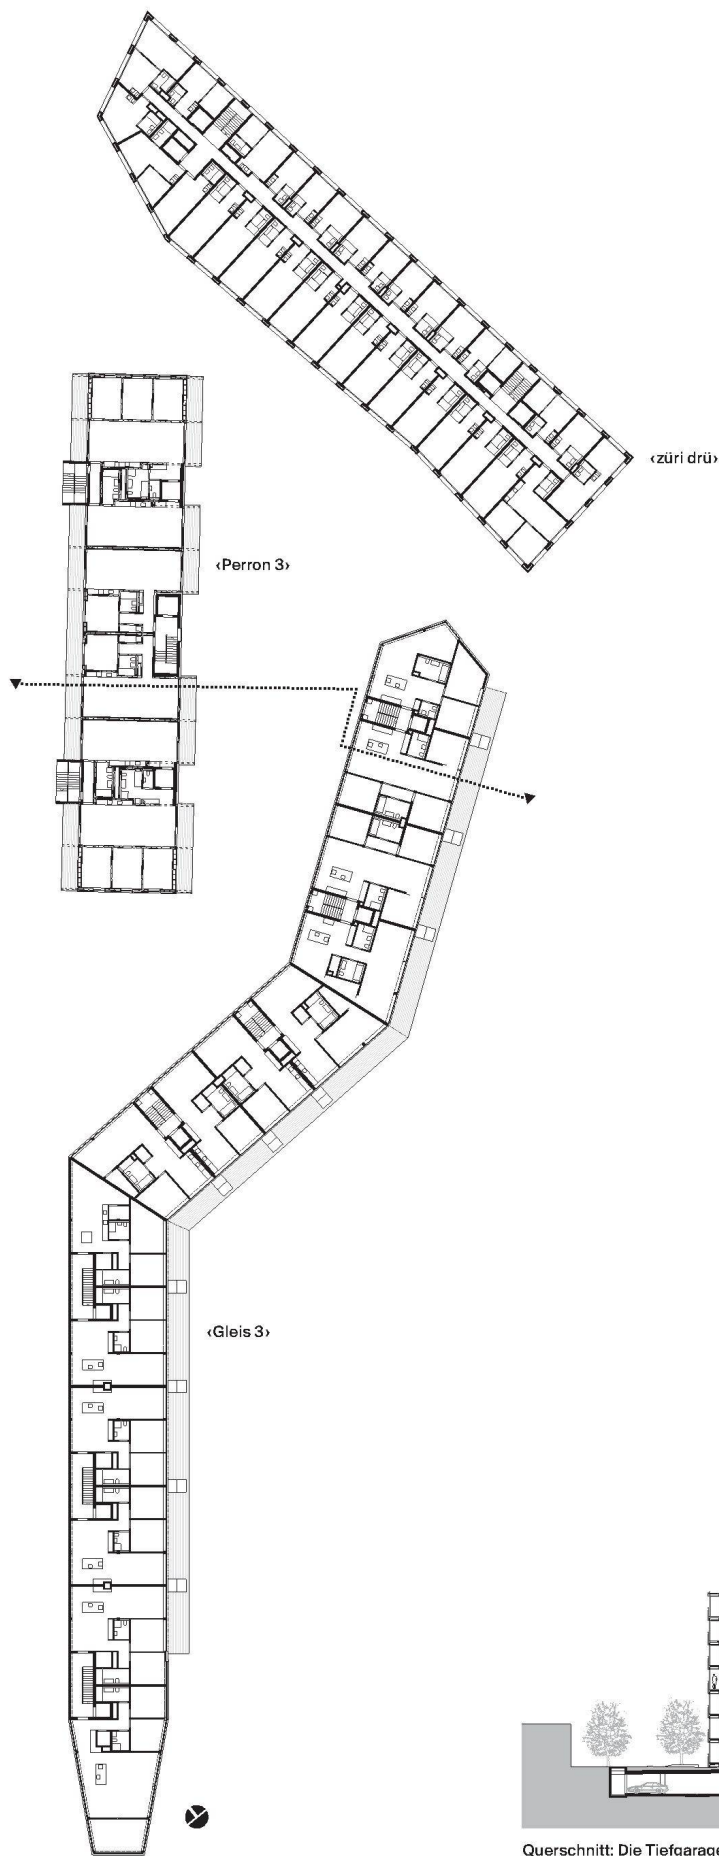 ‹züri drü›
‹Perron 3›
‹Gleis 3›
Querschnitt: Die Tiefgarage